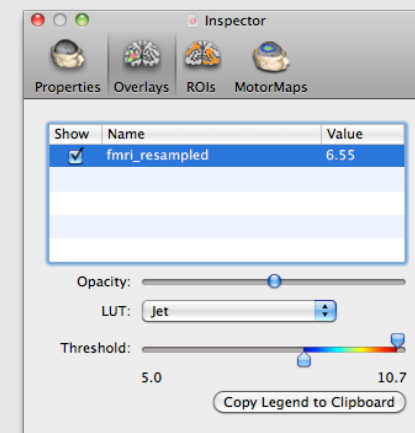 Inspector
Properties Overlays ROIs MotorMaps
Show Name Value
fmri_resampled 6.55
Opacity:
LUT: Jet
Threshold:
5.0 10.7
Copy Legend to Clipboard